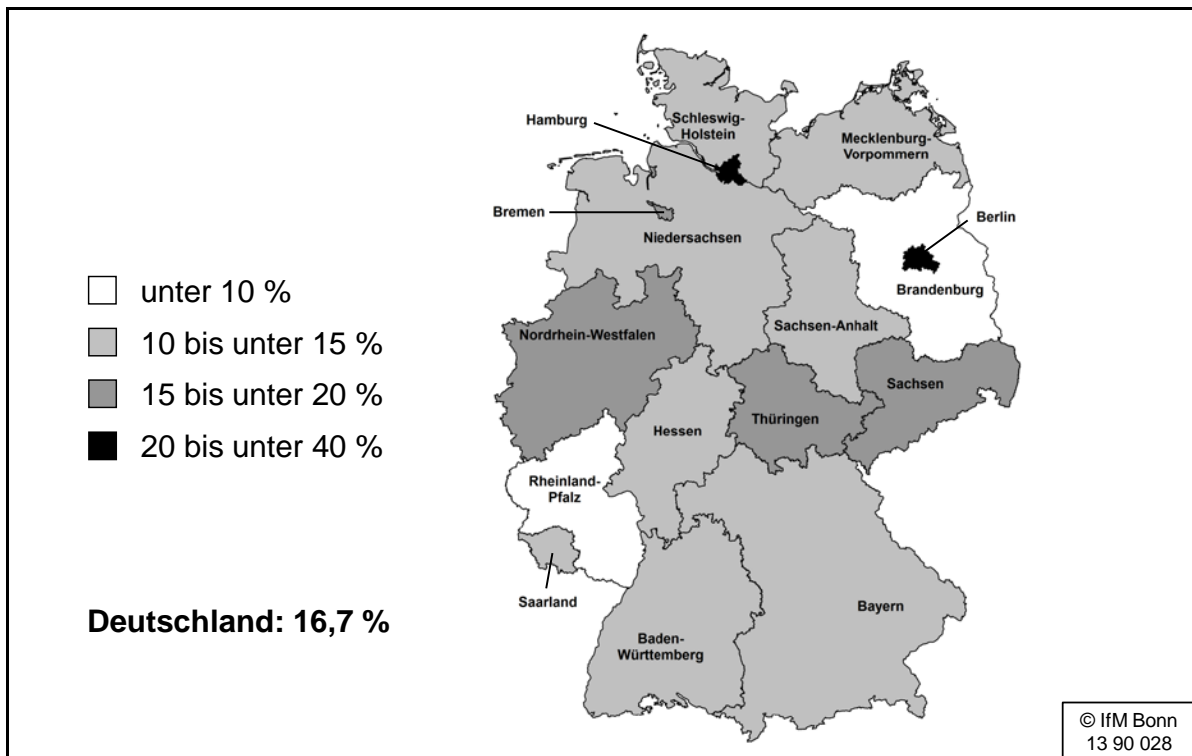 Hamburg
Schleswig-
Holstein
Mecklenburg-
Vorpommern
Bremen
Niedersachsen
Berlin
Brandenburg
unter 10 %
10 bis unter 15 %
15 bis unter 20 %
20 bis unter 40 %
Nordrhein-Westfalen
Sachsen-Anhalt
Sachsen
Thüringen
Hessen
Rheinland-
Pfalz
Saarland
Bayern
Baden-
Württemberg
Deutschland: 16,7 %
© IfM Bonn
13 90 028